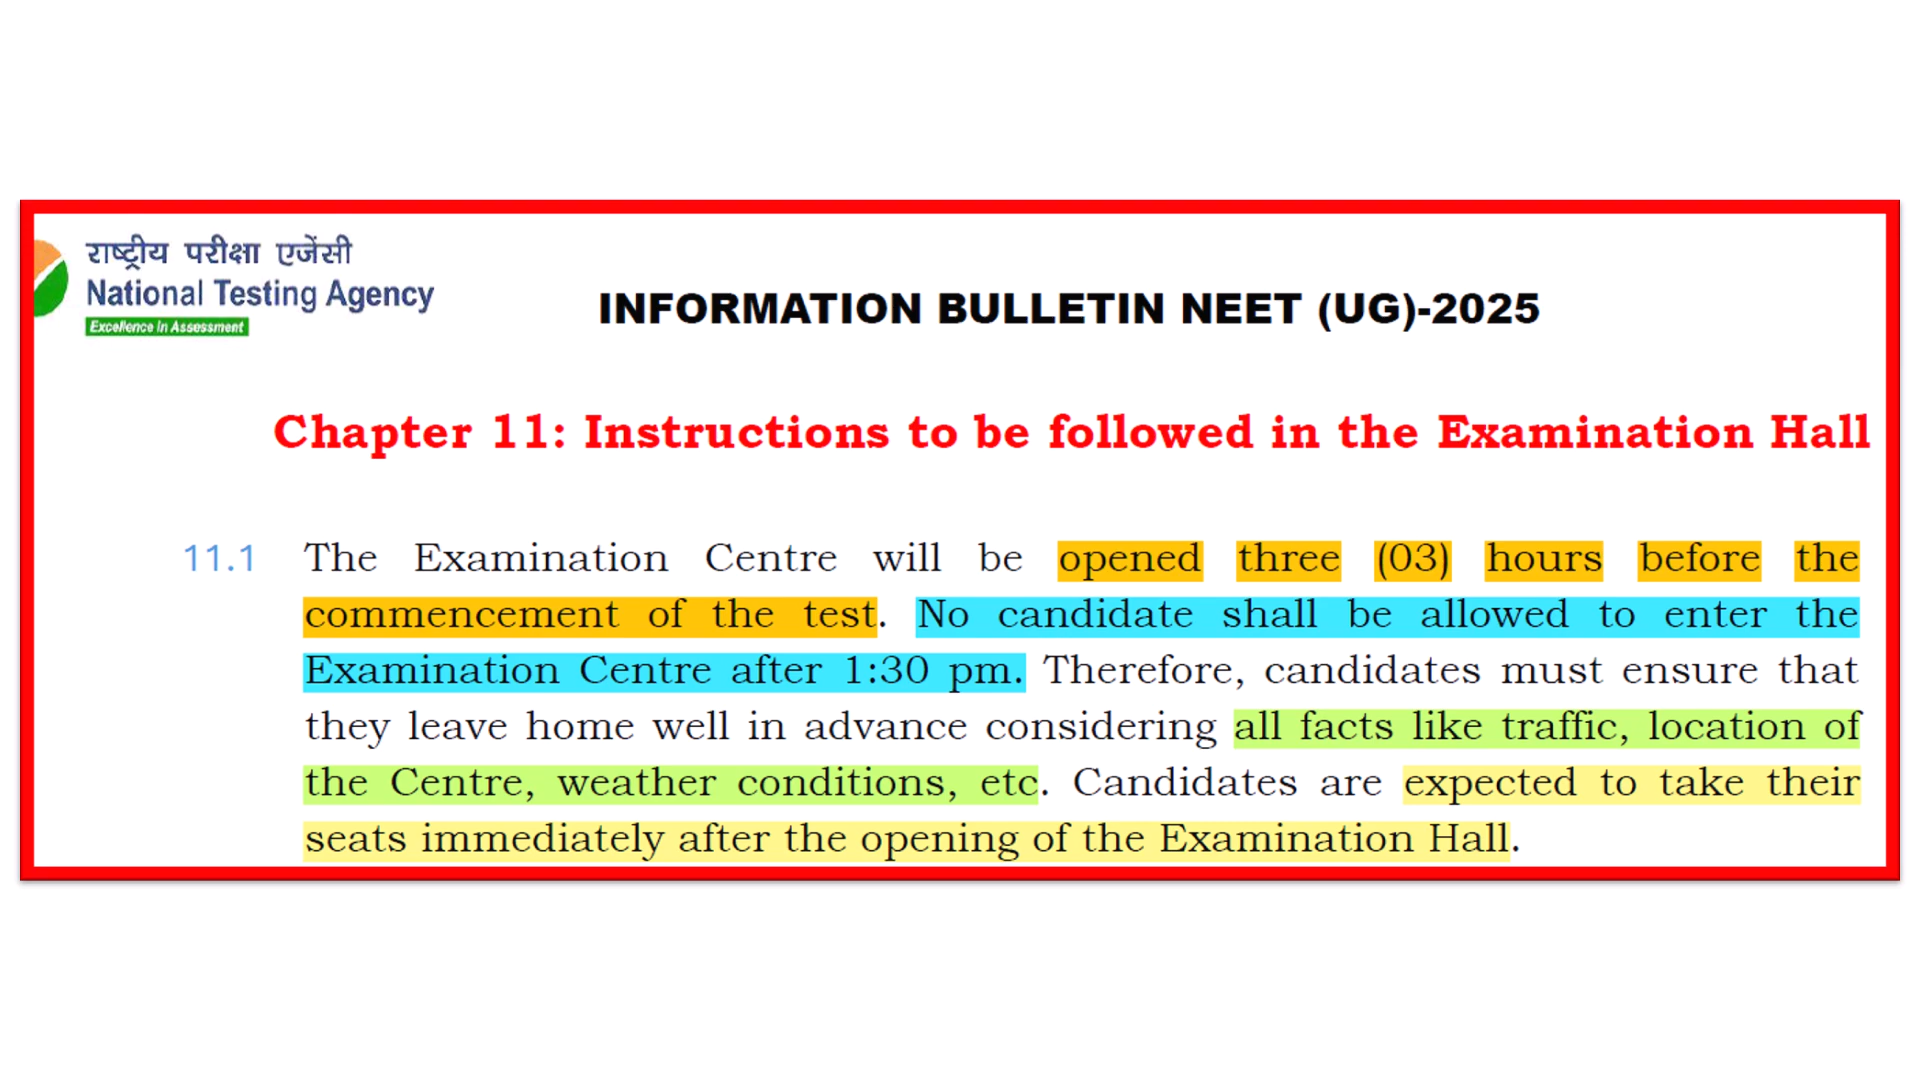 राष्ट्रीय परीक्षा एजेंसी
National Testing Agency
Excellence in Assessment
INFORMATION BULLETIN NEET (UG)-2025
Chapter 11: Instructions to be followed in the Examination Hall
11.1 The Examination Centre will be opened three (03) hours before the
commencement of the test. No candidate shall be allowed to enter the
Examination Centre after 1:30 pm. Therefore, candidates must ensure that
they leave home well in advance considering all facts like traffic, location of
the Centre, weather conditions, etc. Candidates are expected to take their
seats immediately after the opening of the Examination Hall.